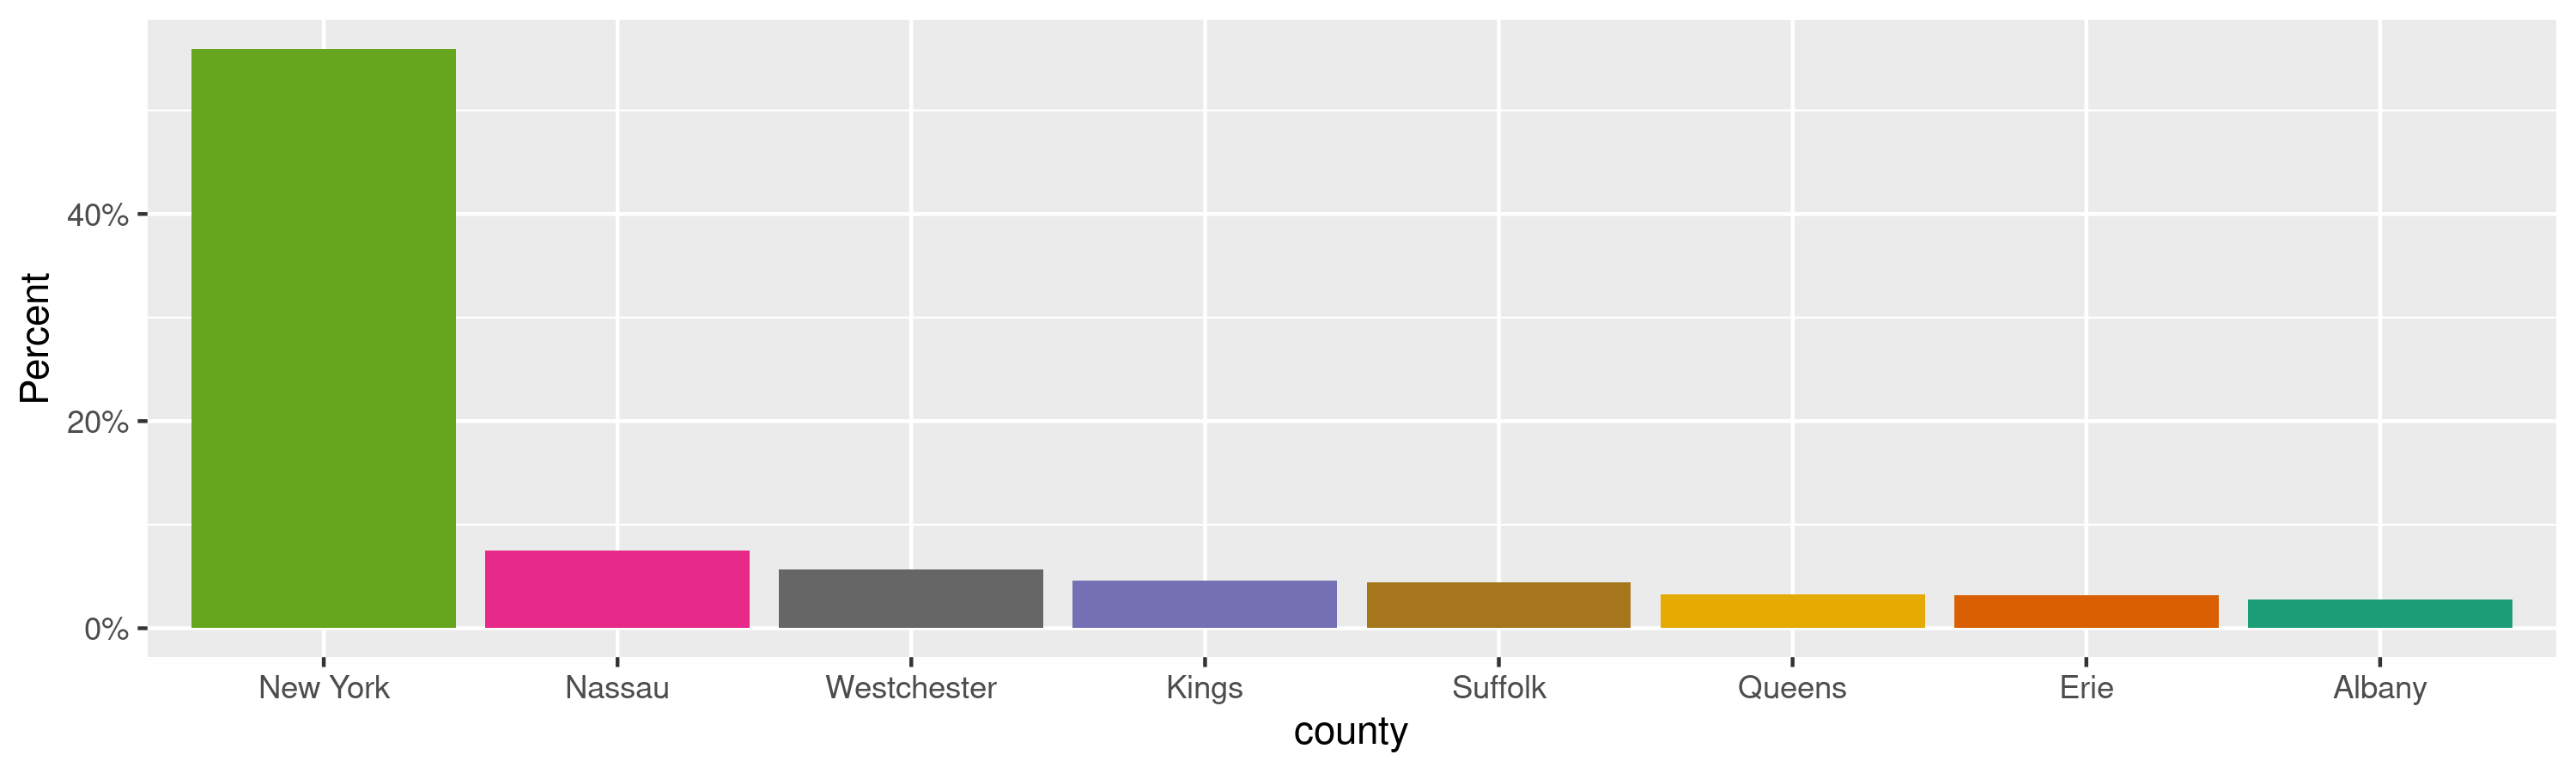 Percent
40%
20%
0%
New York Nassau Westchester Kings Suffolk Queens Erie Albany
county